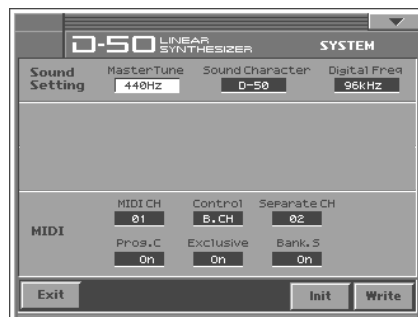 D-50 LINEAR SYNTHESIZER SYSTEM
Sound Setting
MasterTune Sound Character Digital Freq
440Hz D-50 96kHz
MIDI
MIDI CH Control Separate CH
01 B.CH 02
Prog.C Exclusive Bank.S
On On On
Exit Init Write